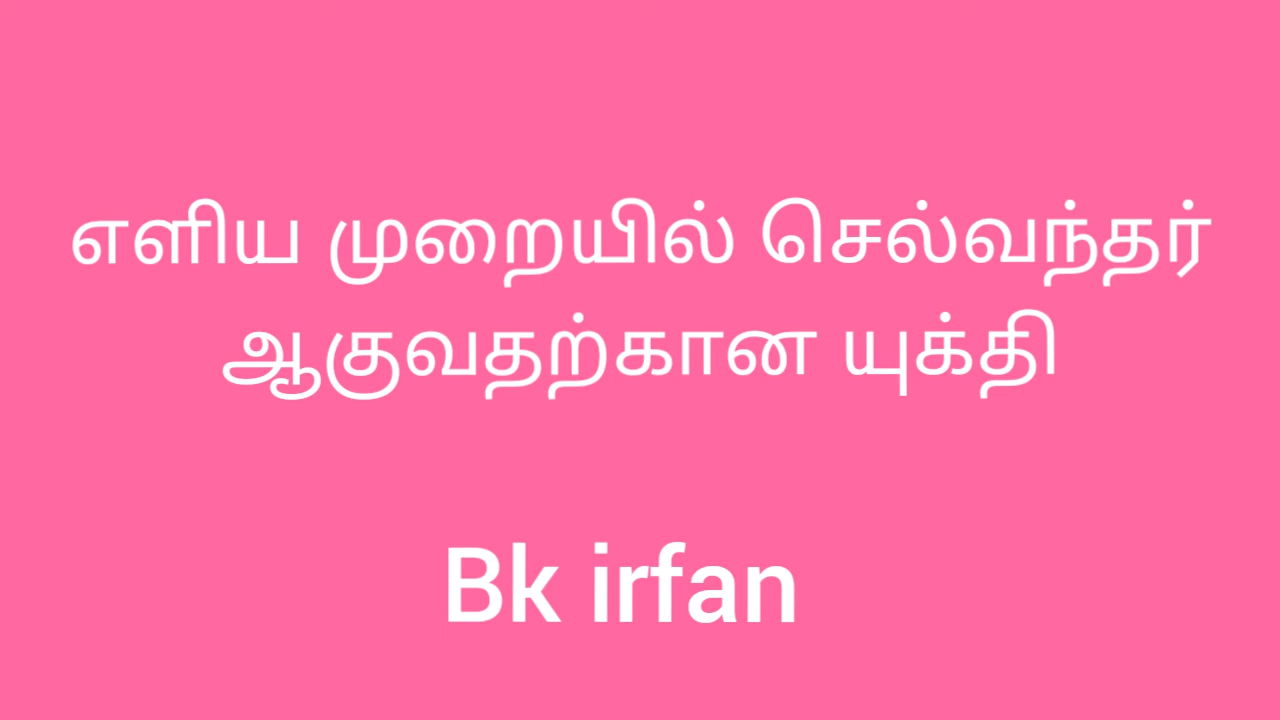 எளிய முறையில் செல்வந்தர்
ஆகுவதற்கான யுக்தி
Bk irfan